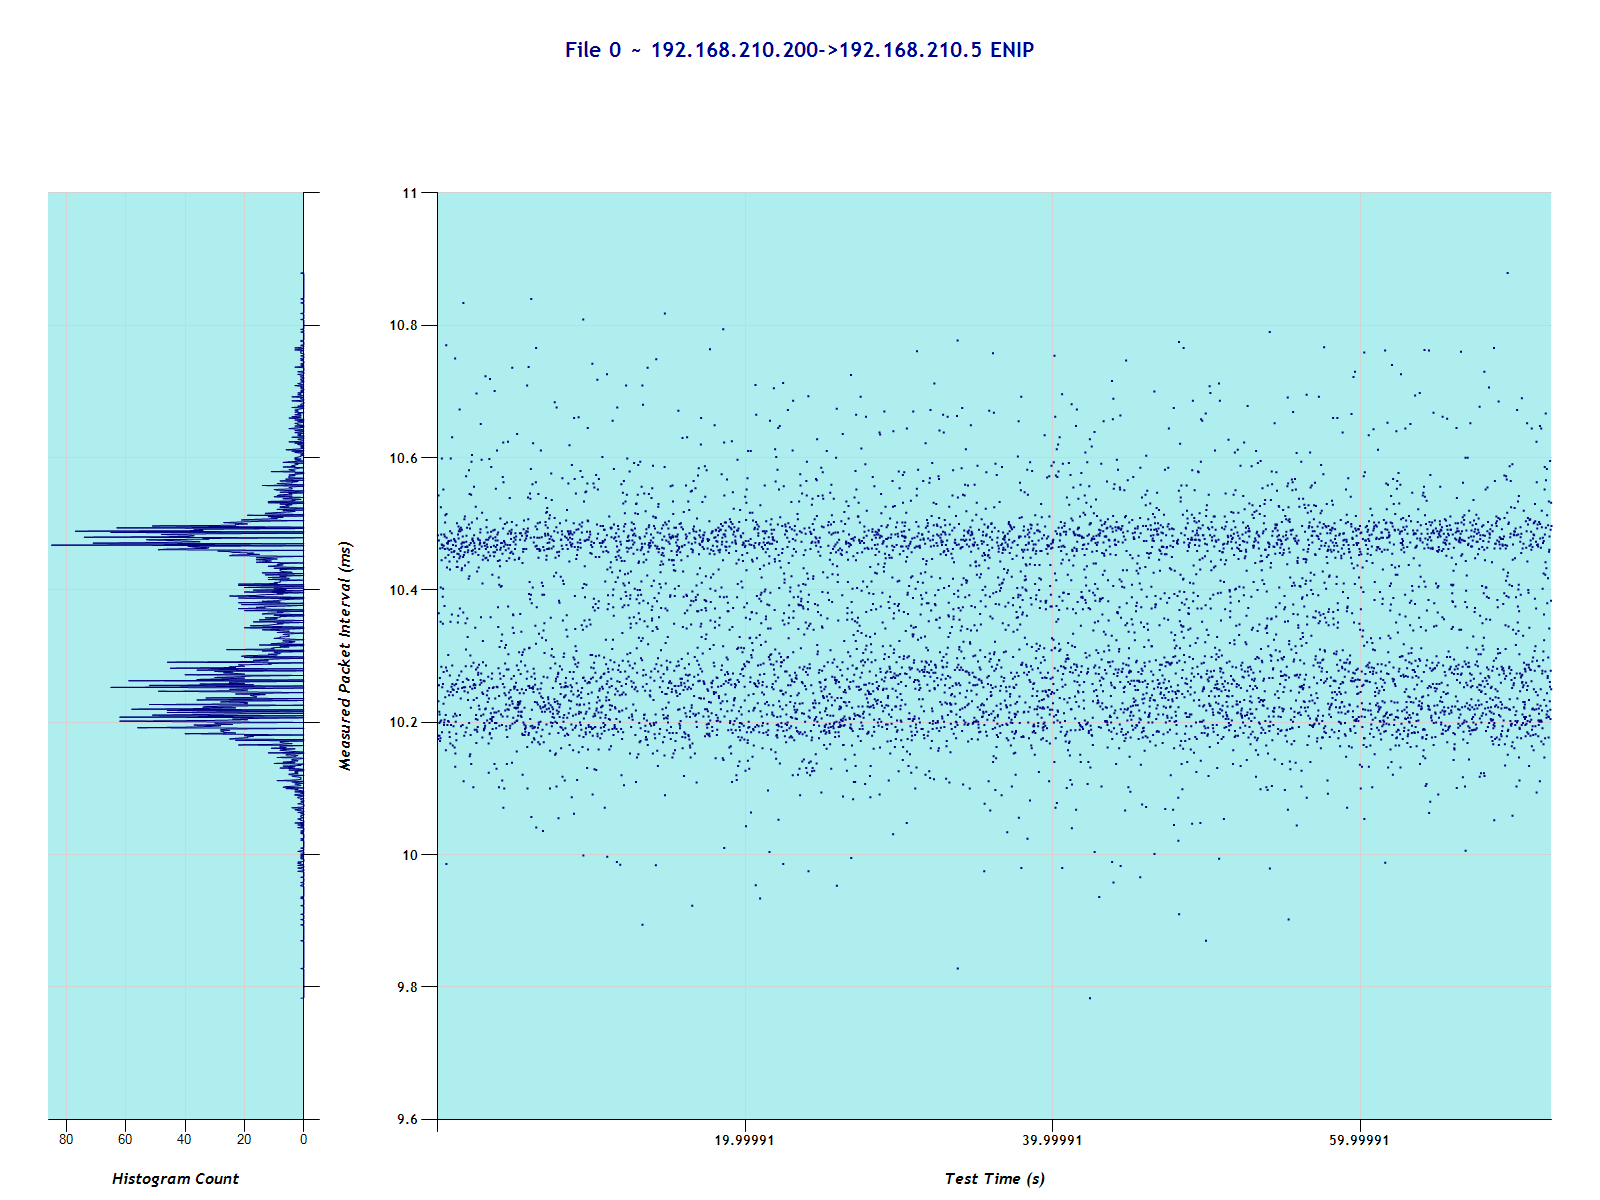 File 0 ~ 192.168.210.200->192.168.210.5 ENIP
11
10.8
10.6
10.4
10.2
10
9.8
9.6
Measured Packet Interval (ms)
80 60 40 20 0
19.99991 39.99991 59.99991
Histogram Count
Test Time (s)